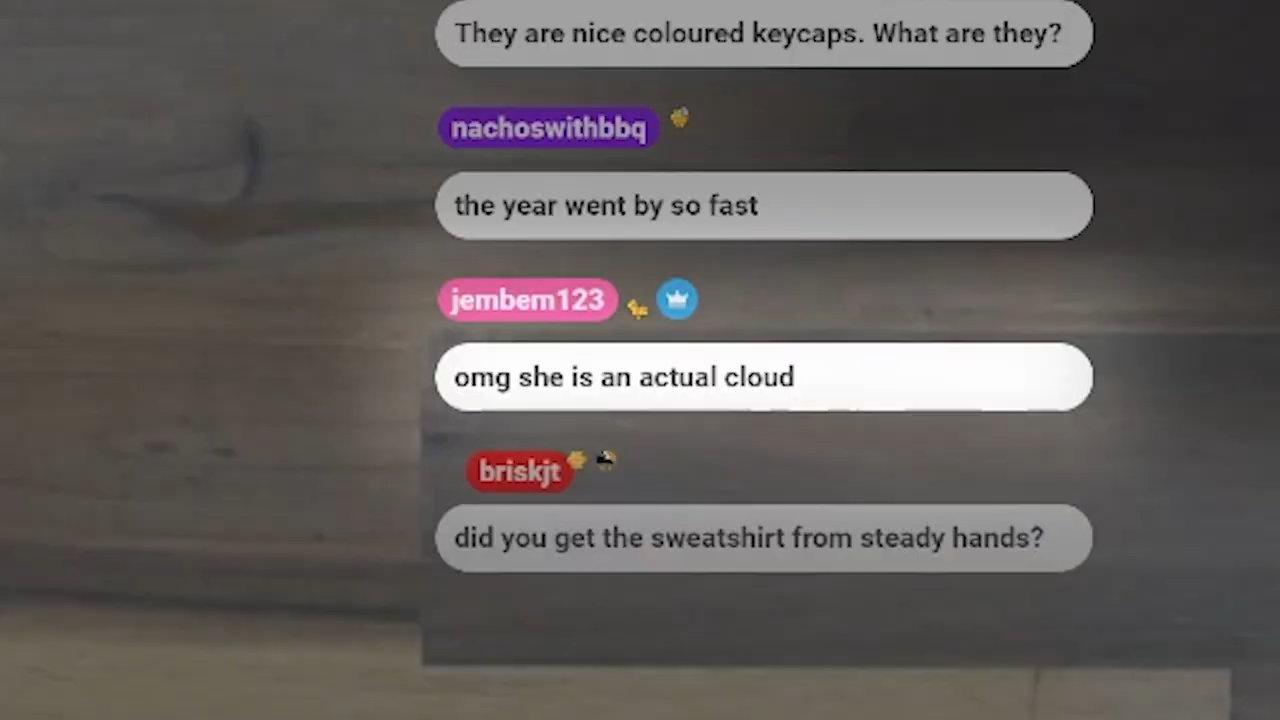 They are nice coloured keycaps. What are they?
nachoswithbbq
the year went by so fast
jembem123
omg she is an actual cloud
briskjt
did you get the sweatshirt from steady hands?